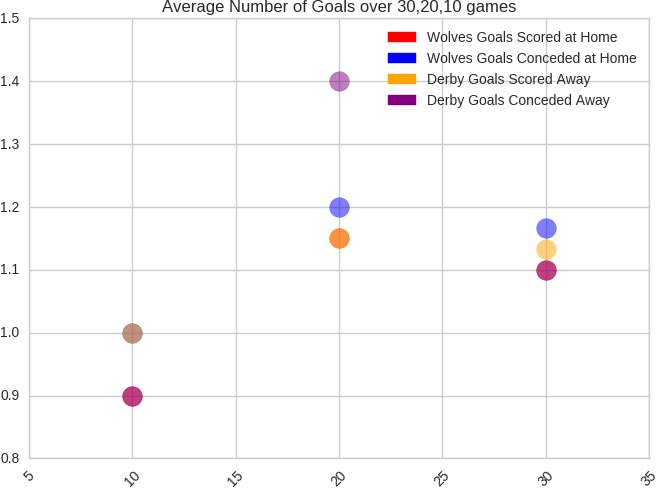 Average Number of Goals over 30,20,10 games
1.5
1.4
1.3
1.2
1.1
1.0
0.9
0.8
Wolves Goals Scored at Home
Wolves Goals Conceded at Home
Derby Goals Scored Away
Derby Goals Conceded Away
5 10 15 20 25 30 35